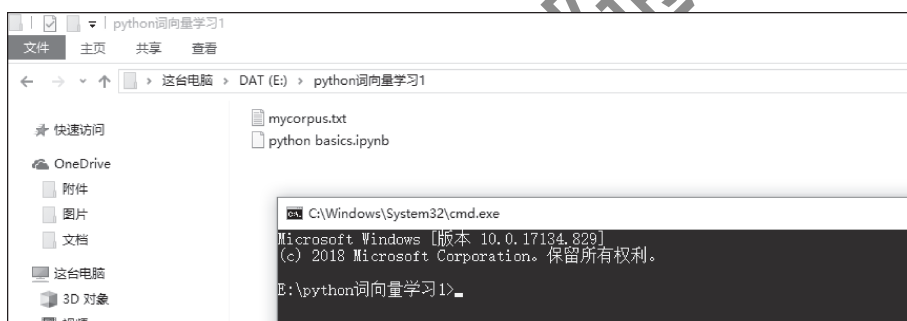 python词向量学习1
文件 主页 共享 查看
这台电脑 > DAT (E:) > python词向量学习1
快速访问
mycorpus.txt
python basics.ipynb
OneDrive
附件
图片
文档
这台电脑
3D 对象
C:\Windows\System32\cmd.exe
Microsoft Windows [版本 10.0.17134.829]
(c) 2018 Microsoft Corporation。保留所有权利。
E:\python词向量学习1>